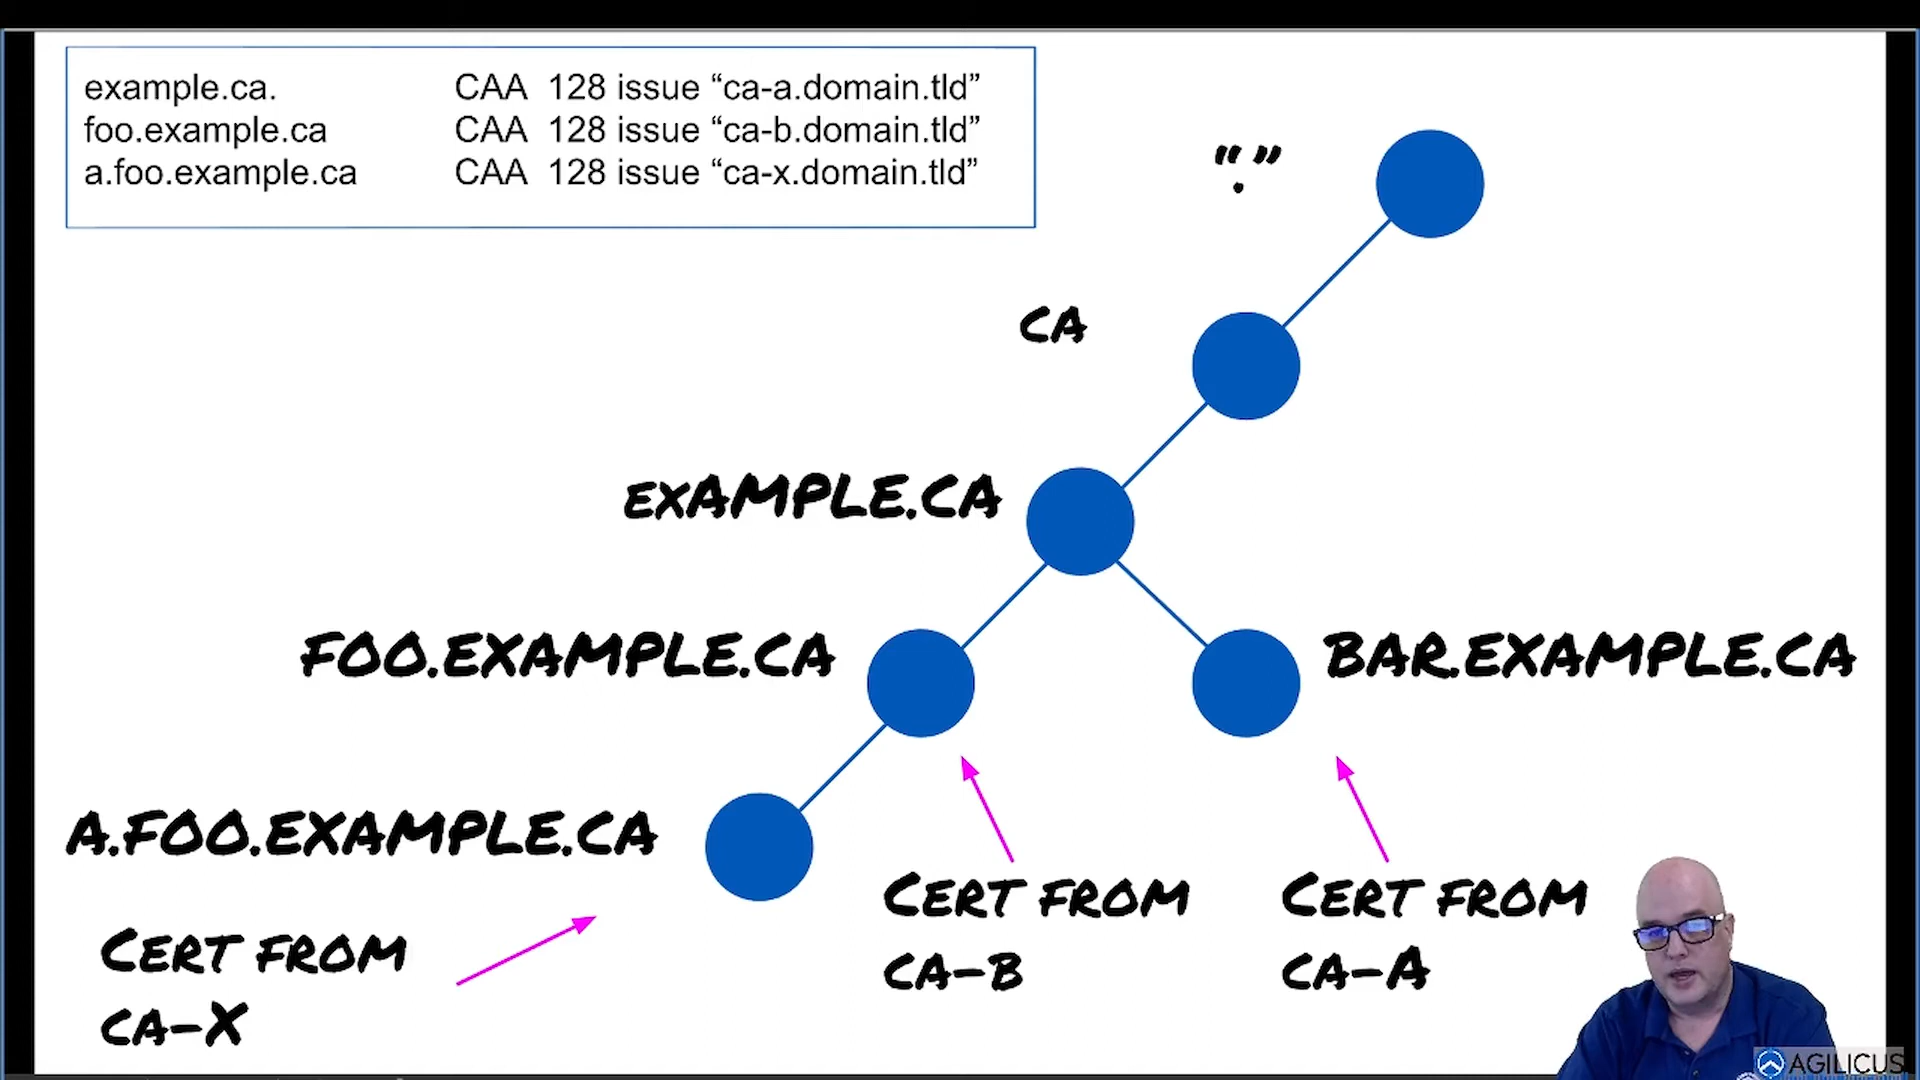 example.ca. CAA 128 issue “ca-a.domain.tld”
foo.example.ca CAA 128 issue “ca-b.domain.tld”
a.foo.example.ca CAA 128 issue “ca-x.domain.tld”
“.”
CA
EXAMPLE.CA
FOO.EXAMPLE.CA
BAR.EXAMPLE.CA
A.FOO.EXAMPLE.CA
CERT FROM
CA-B
CERT FROM
CA-A
CERT FROM
CA-X
AGILICUS